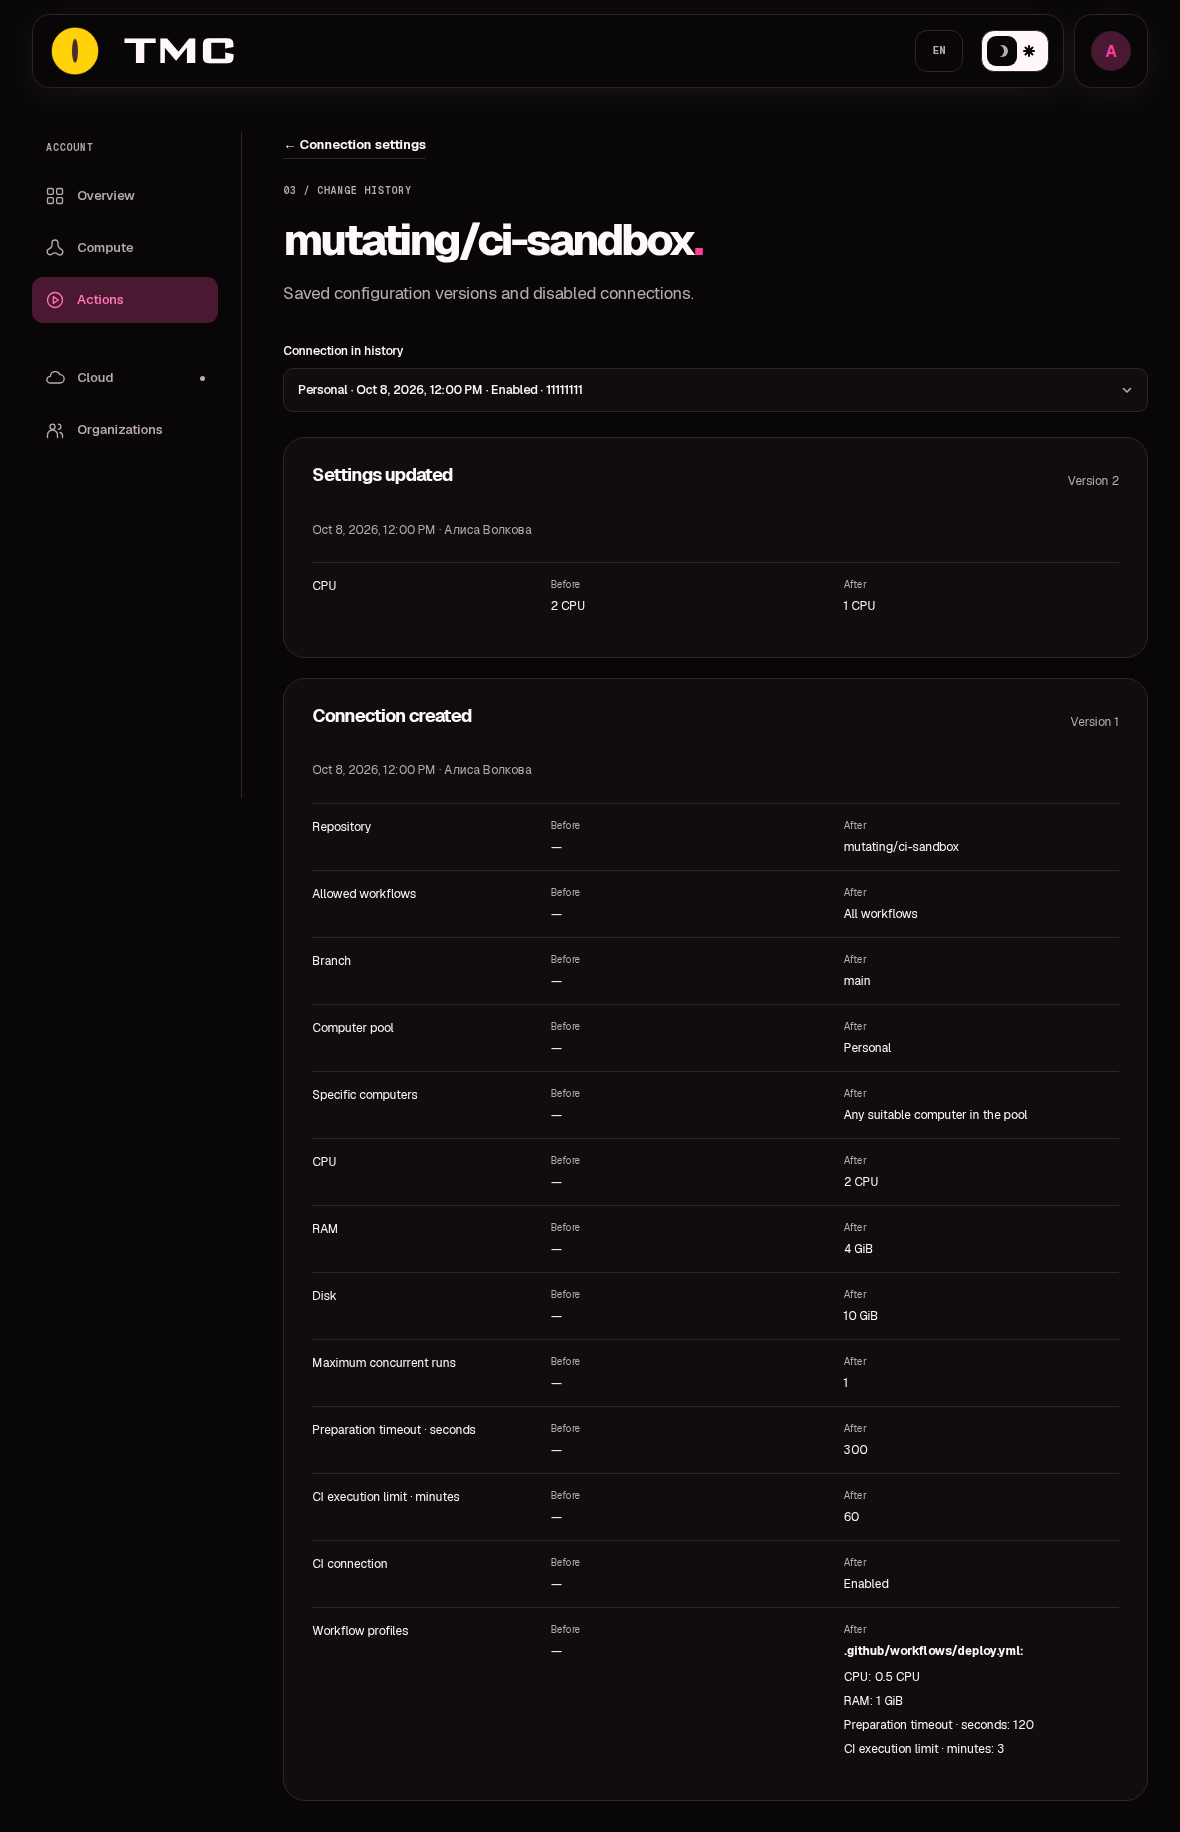 TMC
EN
A
ACCOUNT
Overview
Compute
Actions
Cloud
Organizations
← Connection settings
03 / CHANGE HISTORY
mutating/ci-sandbox.
Saved configuration versions and disabled connections.
Connection in history
Personal · Oct 8, 2026, 12:00 PM · Enabled · 11111111
Settings updated
Version 2
Oct 8, 2026, 12:00 PM · Алиса Волкова
CPU
Before
After
2 CPU
1 CPU
Connection created
Version 1
Oct 8, 2026, 12:00 PM · Алиса Волкова
Repository
Before
After
—
mutating/ci-sandbox
Allowed workflows
Before
After
—
All workflows
Branch
Before
After
—
main
Computer pool
Before
After
—
Personal
Specific computers
Before
After
—
Any suitable computer in the pool
CPU
Before
After
—
2 CPU
RAM
Before
After
—
4 GiB
Disk
Before
After
—
10 GiB
Maximum concurrent runs
Before
After
—
1
Preparation timeout · seconds
Before
After
—
300
CI execution limit · minutes
Before
After
—
60
CI connection
Before
After
—
Enabled
Workflow profiles
Before
After
—
.github/workflows/deploy.yml:
CPU: 0.5 CPU
RAM: 1 GiB
Preparation timeout · seconds: 120
CI execution limit · minutes: 3